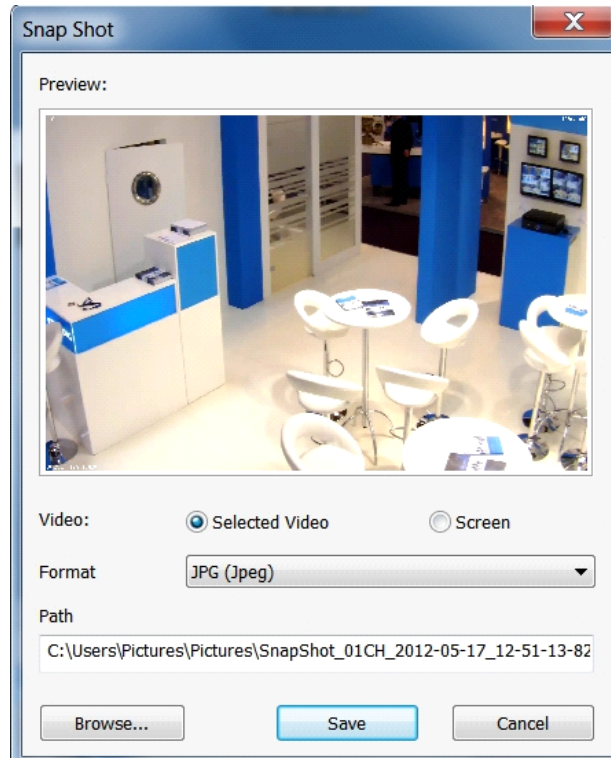 Snap Shot
Preview:
Video:
Selected Video
Screen
Format
JPG (Jpeg)
Path
C:\Users\Pictures\Pictures\SnapShot_01CH_2012-05-17_12-51-13-82
Browse...
Save
Cancel